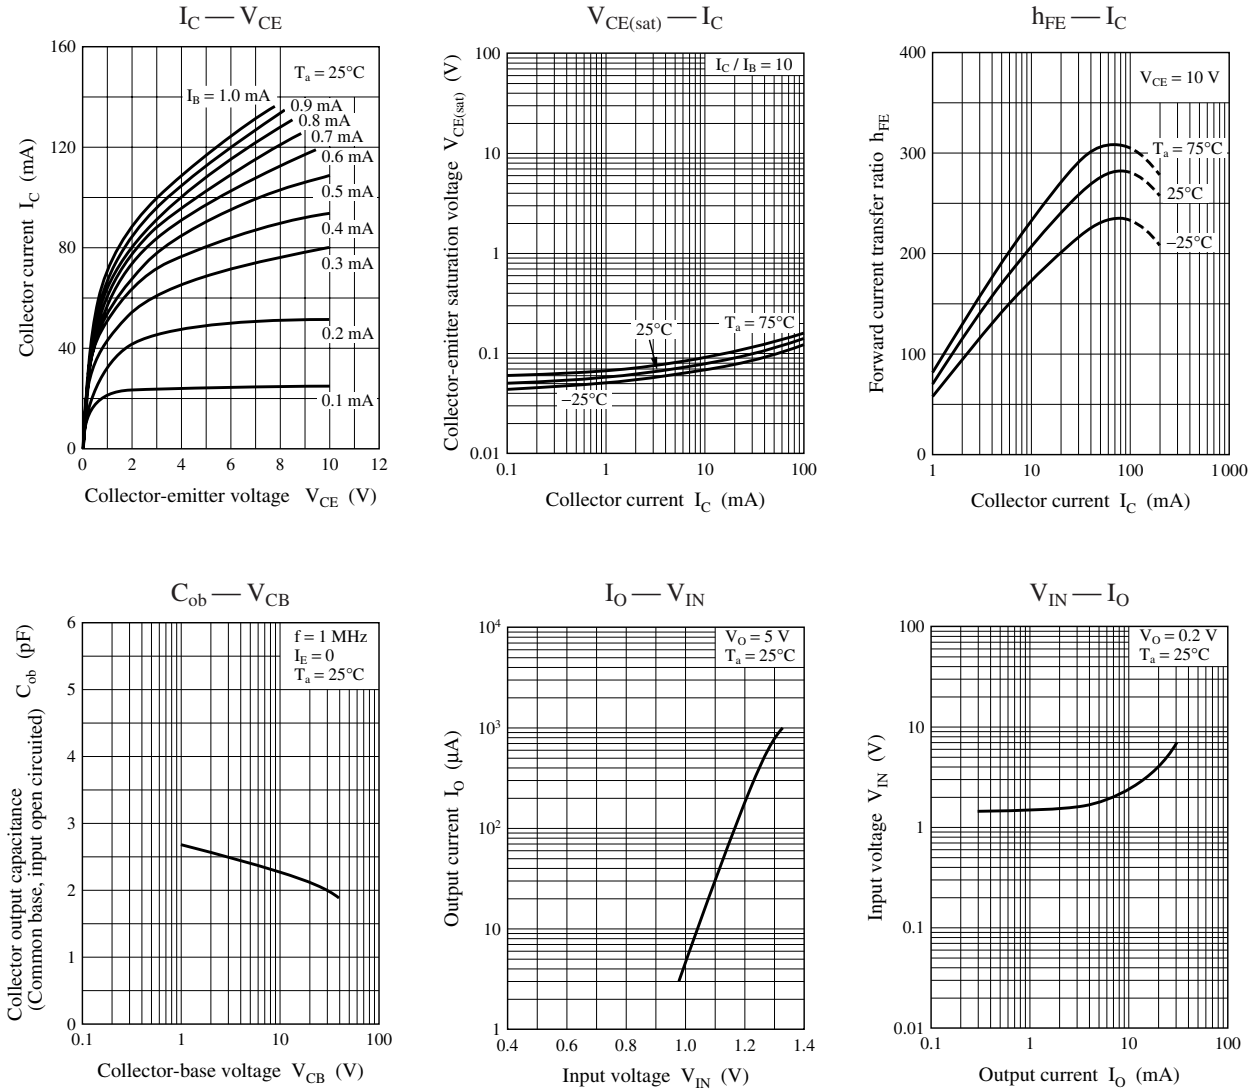 I_C — V_CE
160
120
80
40
0
0 2 4 6 8 10 12
T_a = 25°C
I_B = 1.0 mA
0.9 mA
0.8 mA
0.7 mA
0.6 mA
0.5 mA
0.4 mA
0.3 mA
0.2 mA
0.1 mA
Collector current I_C (mA)
Collector-emitter voltage V_CE (V)
V_CE(sat) — I_C
100
10
1
0.1
0.01
0.1 1 10 100
I_C / I_B = 10
T_a = 75°C
25°C
–25°C
Collector-emitter saturation voltage V_CE(sat) (V)
Collector current I_C (mA)
h_FE — I_C
400
300
200
100
0
1 10 100 1 000
V_CE = 10 V
T_a = 75°C
25°C
–25°C
Forward current transfer ratio h_FE
Collector current I_C (mA)
C_ob — V_CB
6
5
4
3
2
1
0
0.1 1 10 100
f = 1 MHz
I_E = 0
T_a = 25°C
Collector output capacitance
(Common base, input open circuited) C_ob (pF)
Collector-base voltage V_CB (V)
I_O — V_IN
10^4
10^3
10^2
10
1
0.4 0.6 0.8 1.0 1.2 1.4
V_O = 5 V
T_a = 25°C
Output current I_O (μA)
Input voltage V_IN (V)
V_IN — I_O
100
10
1
0.1
0.01
0.1 1 10 100
V_O = 0.2 V
T_a = 25°C
Input voltage V_IN (V)
Output current I_O (mA)